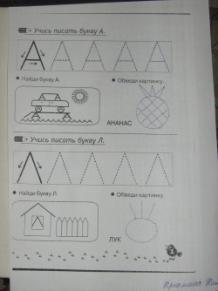 Учись писать букву А.
А
Найди букву А.
Обведи картинку.
АНАНАС
Учись писать букву Л.
Л
Найди букву Л.
Обведи картинку.
ЛУК